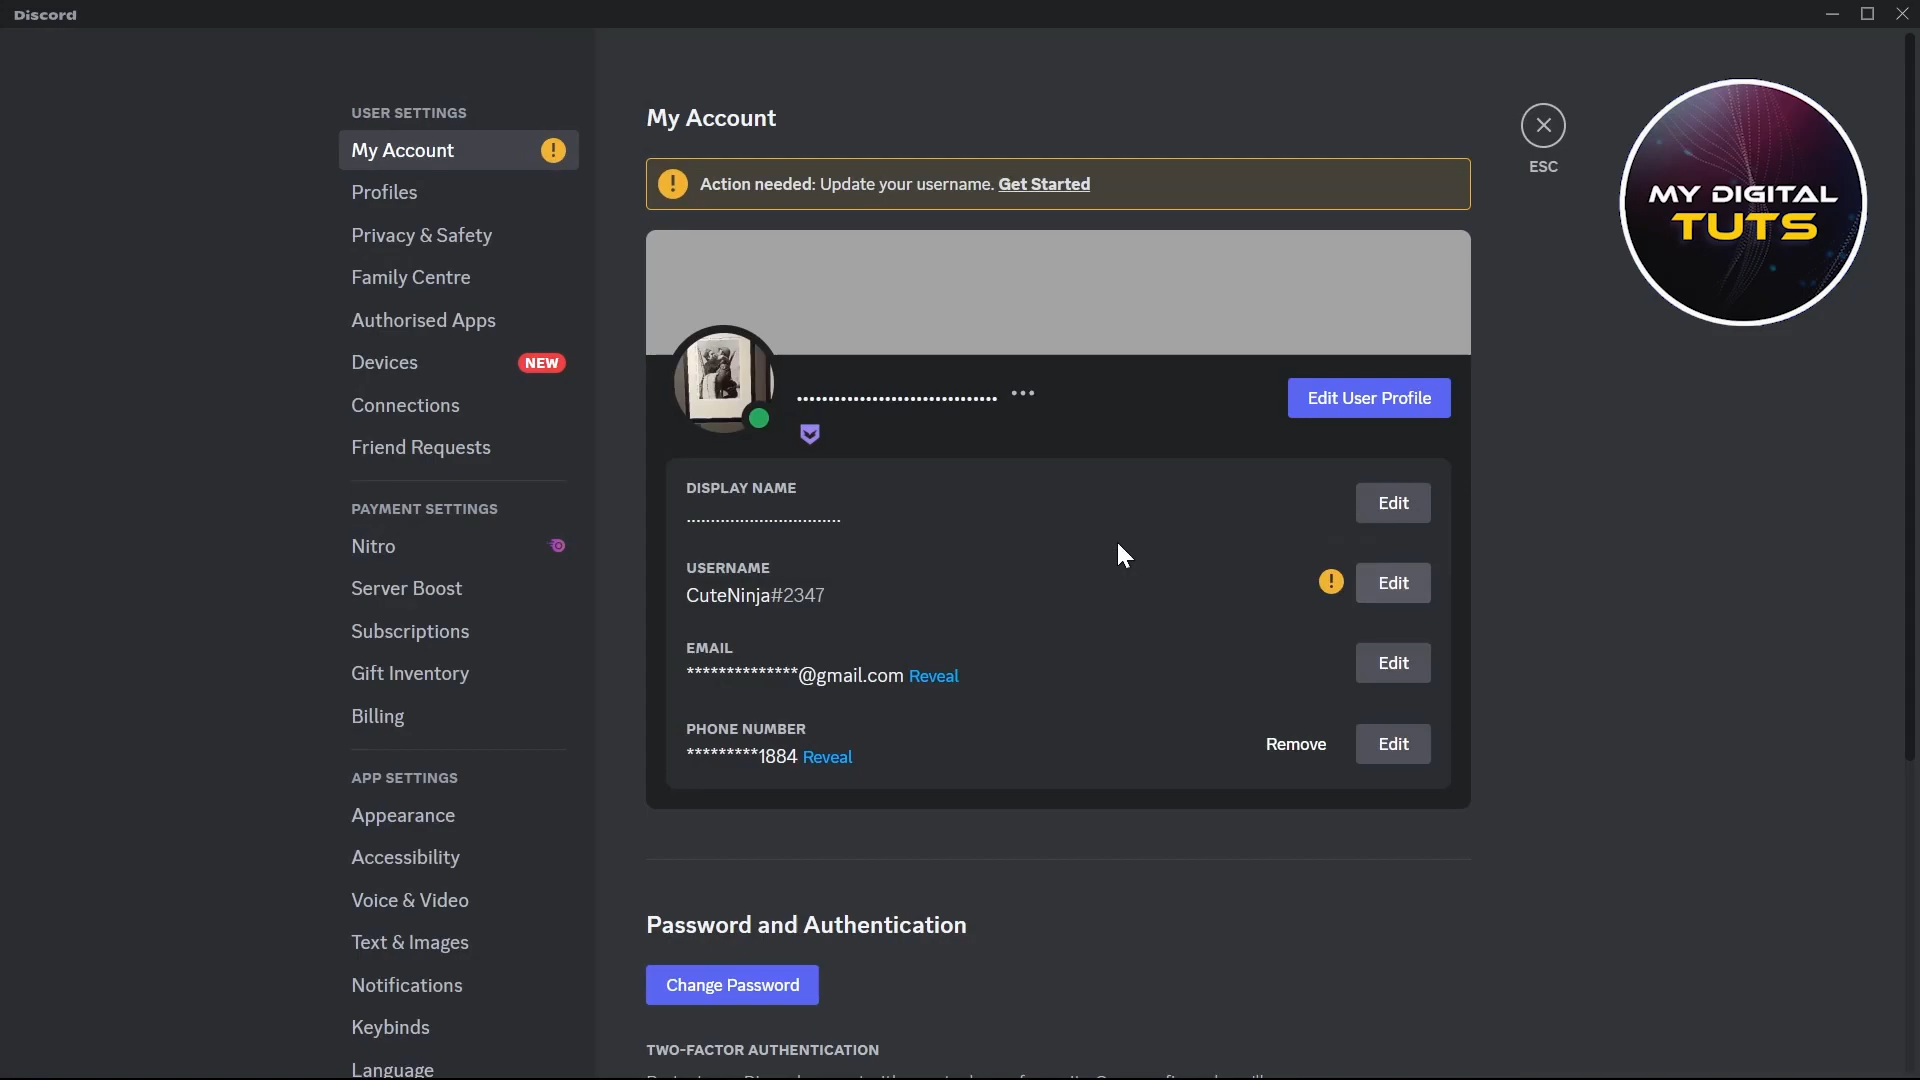 Discord
USER SETTINGS
My Account
Profiles
Privacy & Safety
Family Centre
Authorised Apps
Devices NEW
Connections
Friend Requests
PAYMENT SETTINGS
Nitro
Server Boost
Subscriptions
Gift Inventory
Billing
APP SETTINGS
Appearance
Accessibility
Voice & Video
Text & Images
Notifications
Keybinds
Language
My Account
Action needed: Update your username. Get Started
................................
Edit User Profile
DISPLAY NAME
................................
Edit
USERNAME
CuteNinja#2347
Edit
EMAIL
**************@gmail.com Reveal
Edit
PHONE NUMBER
*********1884 Reveal
Remove
Edit
Password and Authentication
Change Password
TWO-FACTOR AUTHENTICATION
ESC
MY DIGITAL
TUTS